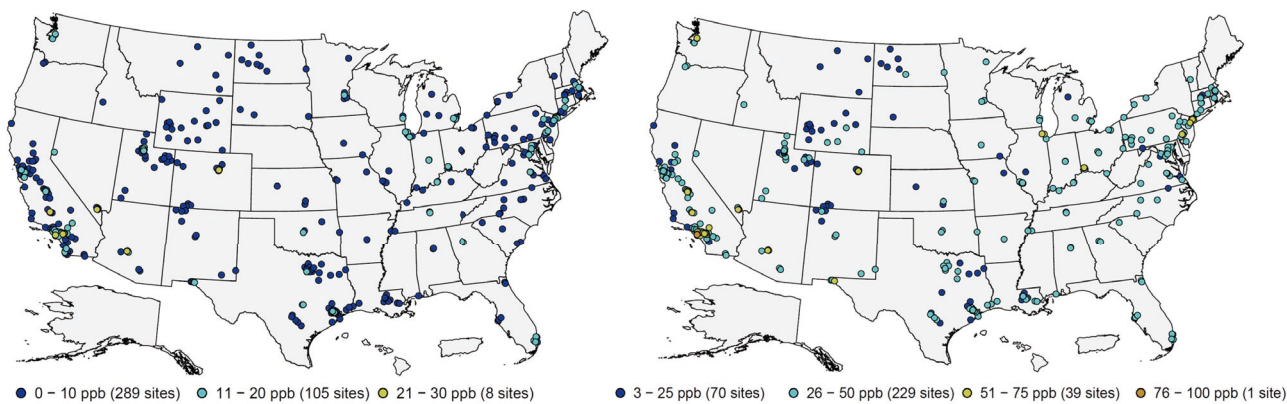 0 – 10 ppb (289 sites) 11 – 20 ppb (105 sites) 21 – 30 ppb (8 sites)
3 – 25 ppb (70 sites) 26 – 50 ppb (229 sites) 51 – 75 ppb (39 sites) 76 – 100 ppb (1 site)